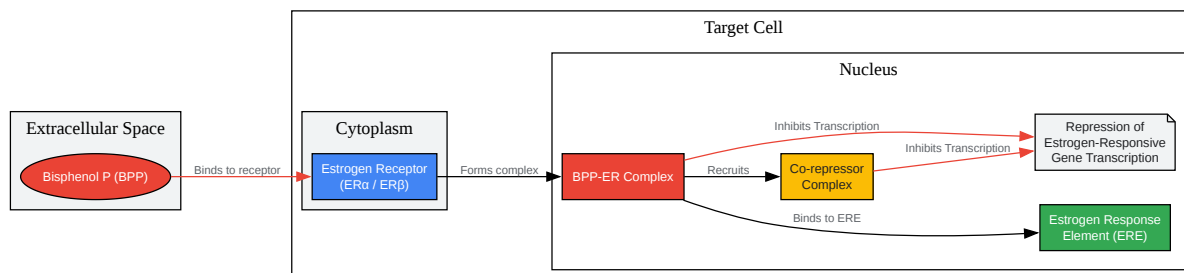 Target Cell
Nucleus
Extracellular Space
Cytoplasm
Bisphenol P (BPP)
Binds to receptor
Estrogen Receptor
(ERα / ERβ)
Forms complex
BPP-ER Complex
Inhibits Transcription
Recruits
Binds to ERE
Co-repressor
Complex
Inhibits Transcription
Repression of
Estrogen-Responsive
Gene Transcription
Estrogen Response
Element (ERE)